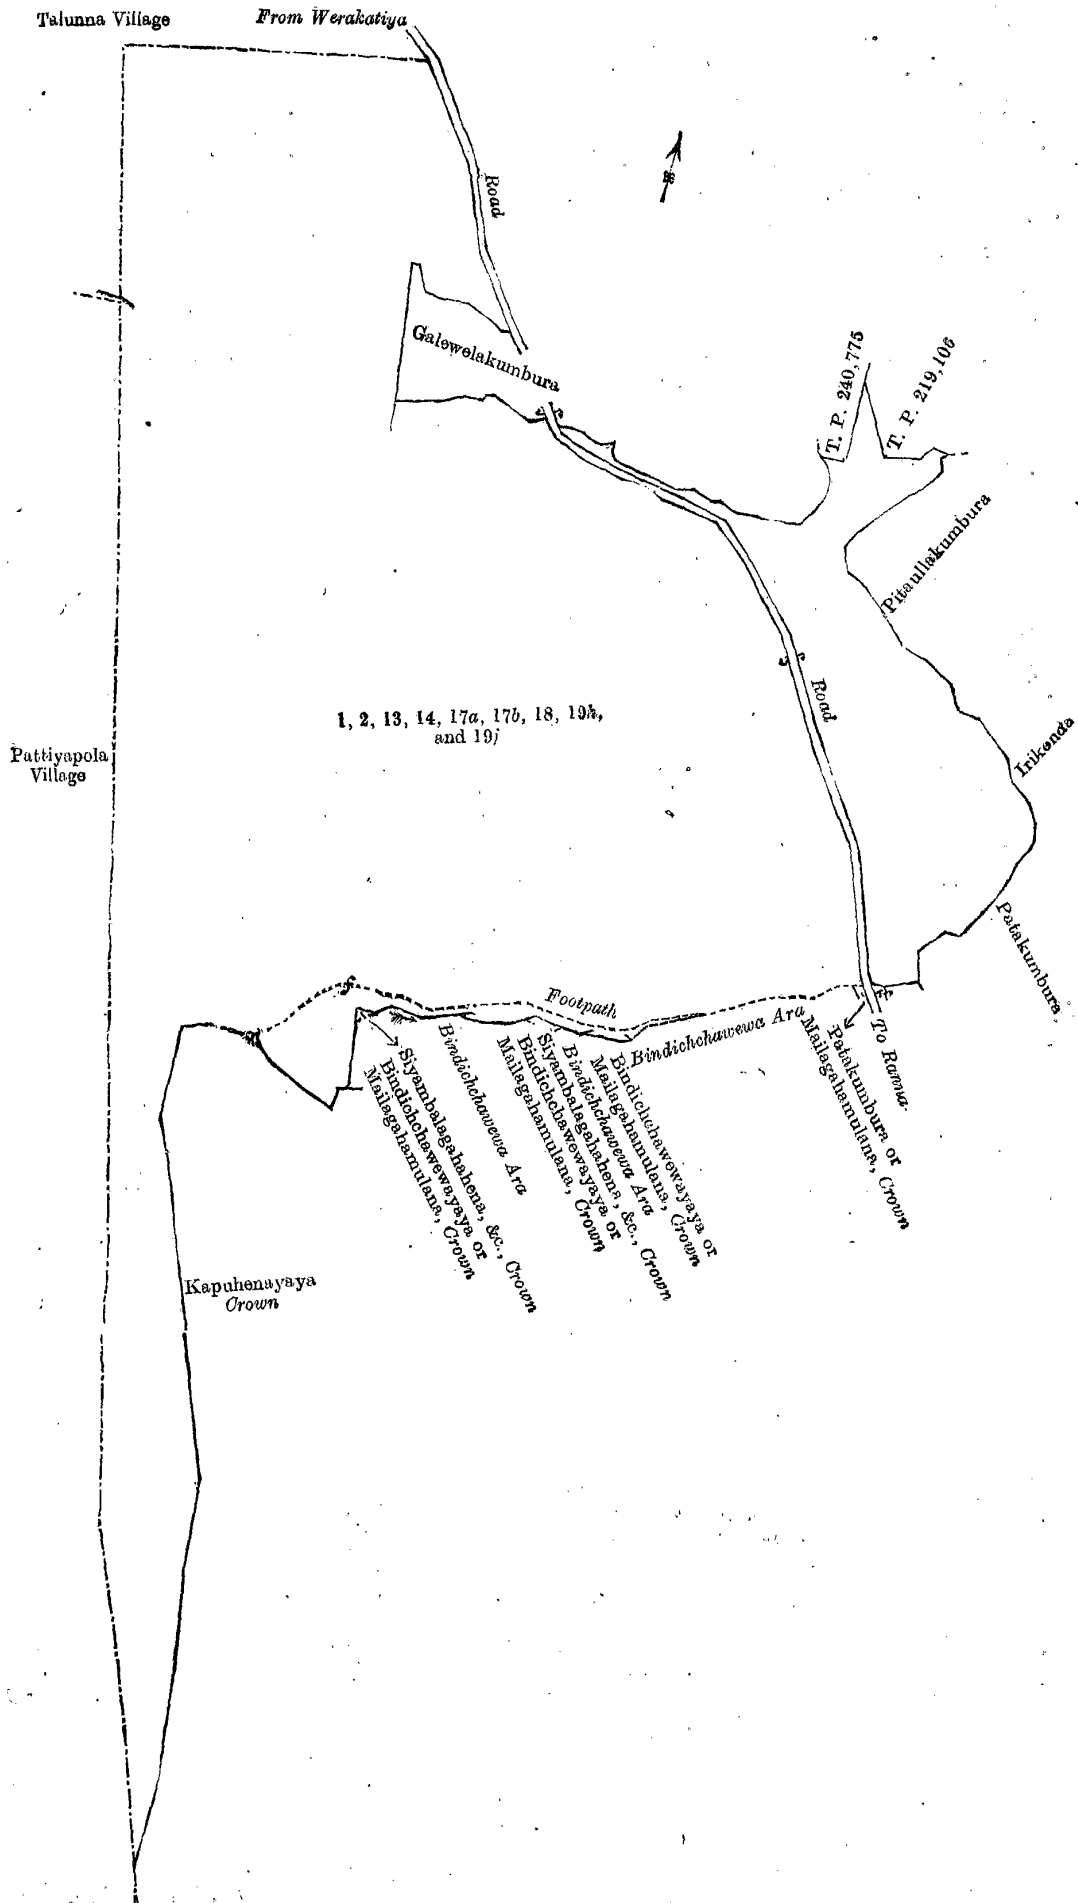 Talunna Village
From Werakatiya
Road
Galewelakumbura
T. P. 240,775
T. P. 219,106
Pitaullakumbura
Road
1, 2, 13, 14, 17a, 17b, 18, 19h,
and 19j
Pattiyapola
Village
Irikonda
Patakumbura
Footpath
Bindichchawewa Ara
To Ranna
Patakumbura or
Mailagahamulana, Crown
Bindichchawewayaya or
Mailagahamulana, Crown
Bindichchawewa Ara
Siyambalagahahena, &c., Crown
Bindichchawewayaya or
Mailagahamulana, Crown
Bindichchawewa Ara
Siyambalagahahena, &c., Crown
Bindichchawewayaya or
Mailagahamulana, Crown
Kapuhenayaya
Crown